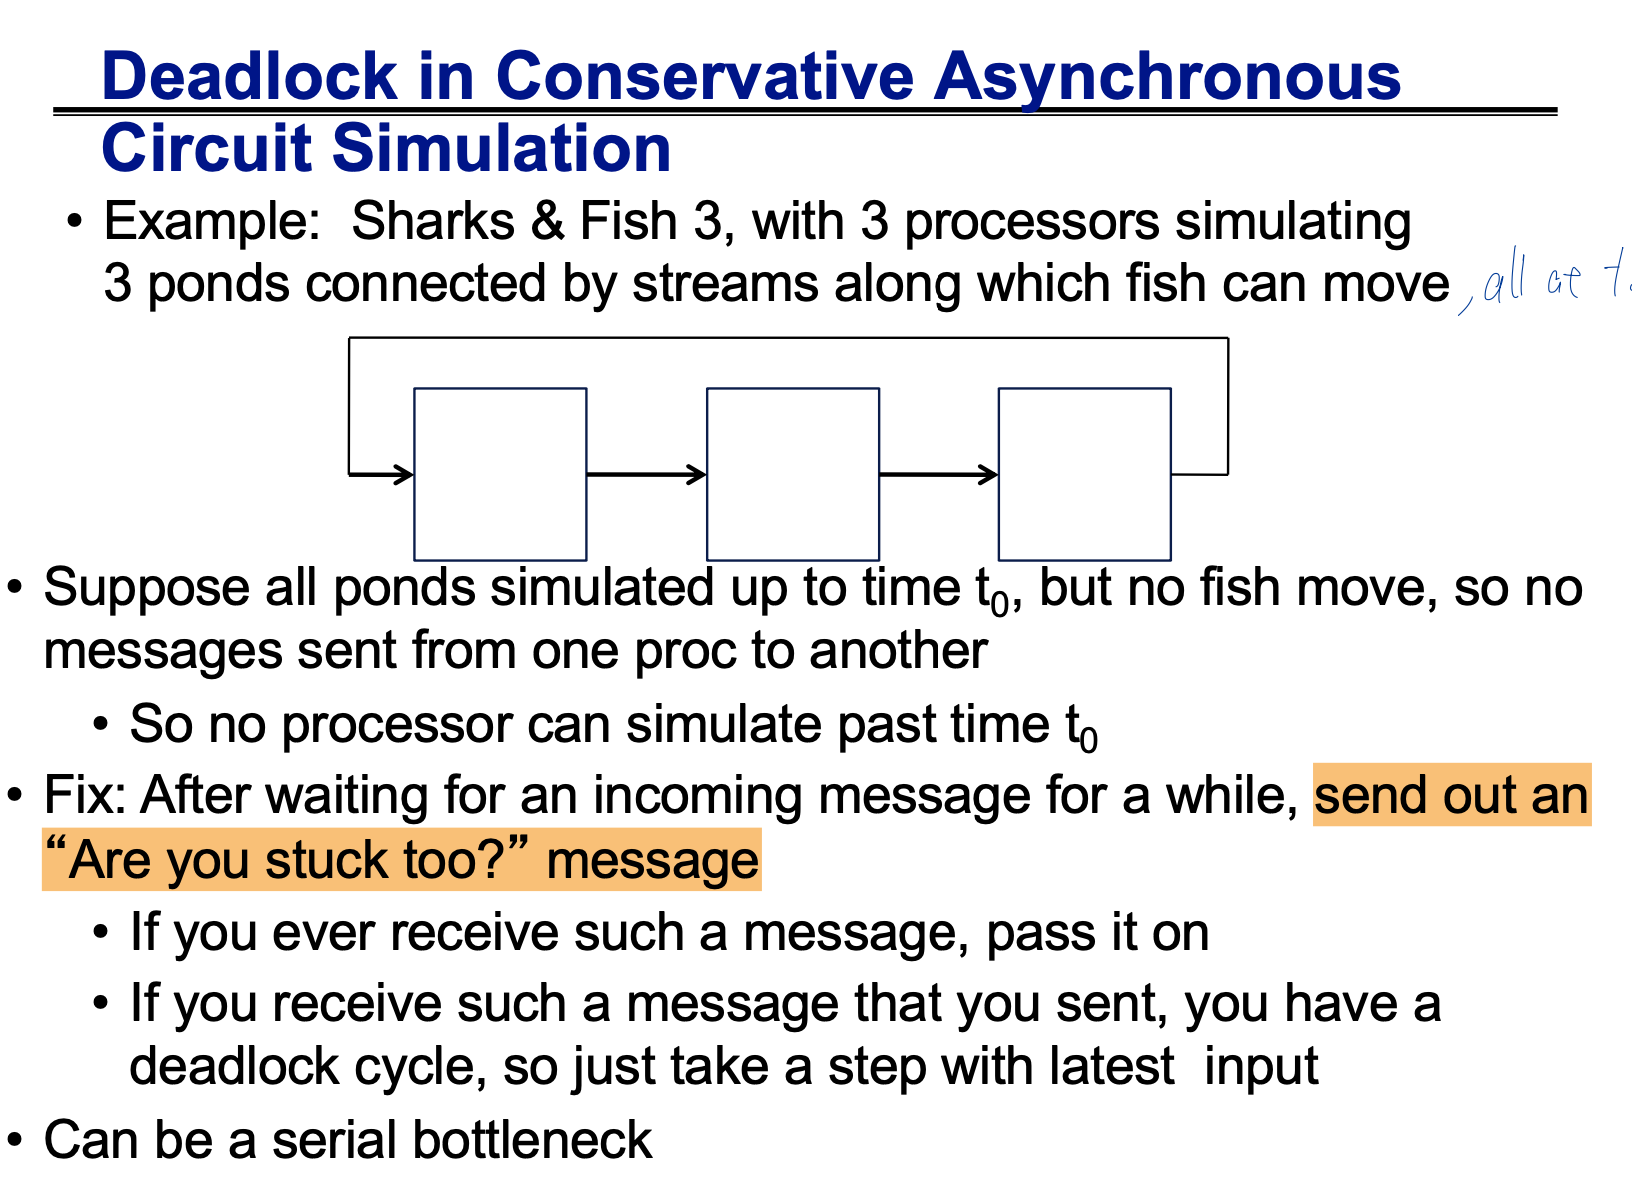 Deadlock in Conservative Asynchronous
Circuit Simulation
• Example:  Sharks & Fish 3, with 3 processors simulating
3 ponds connected by streams along which fish can move , all at t
• Suppose all ponds simulated up to time t₀, but no fish move, so no
messages sent from one proc to another
• So no processor can simulate past time t₀
• Fix: After waiting for an incoming message for a while, send out an
“Are you stuck too?” message
• If you ever receive such a message, pass it on
• If you receive such a message that you sent, you have a
deadlock cycle, so just take a step with latest  input
• Can be a serial bottleneck